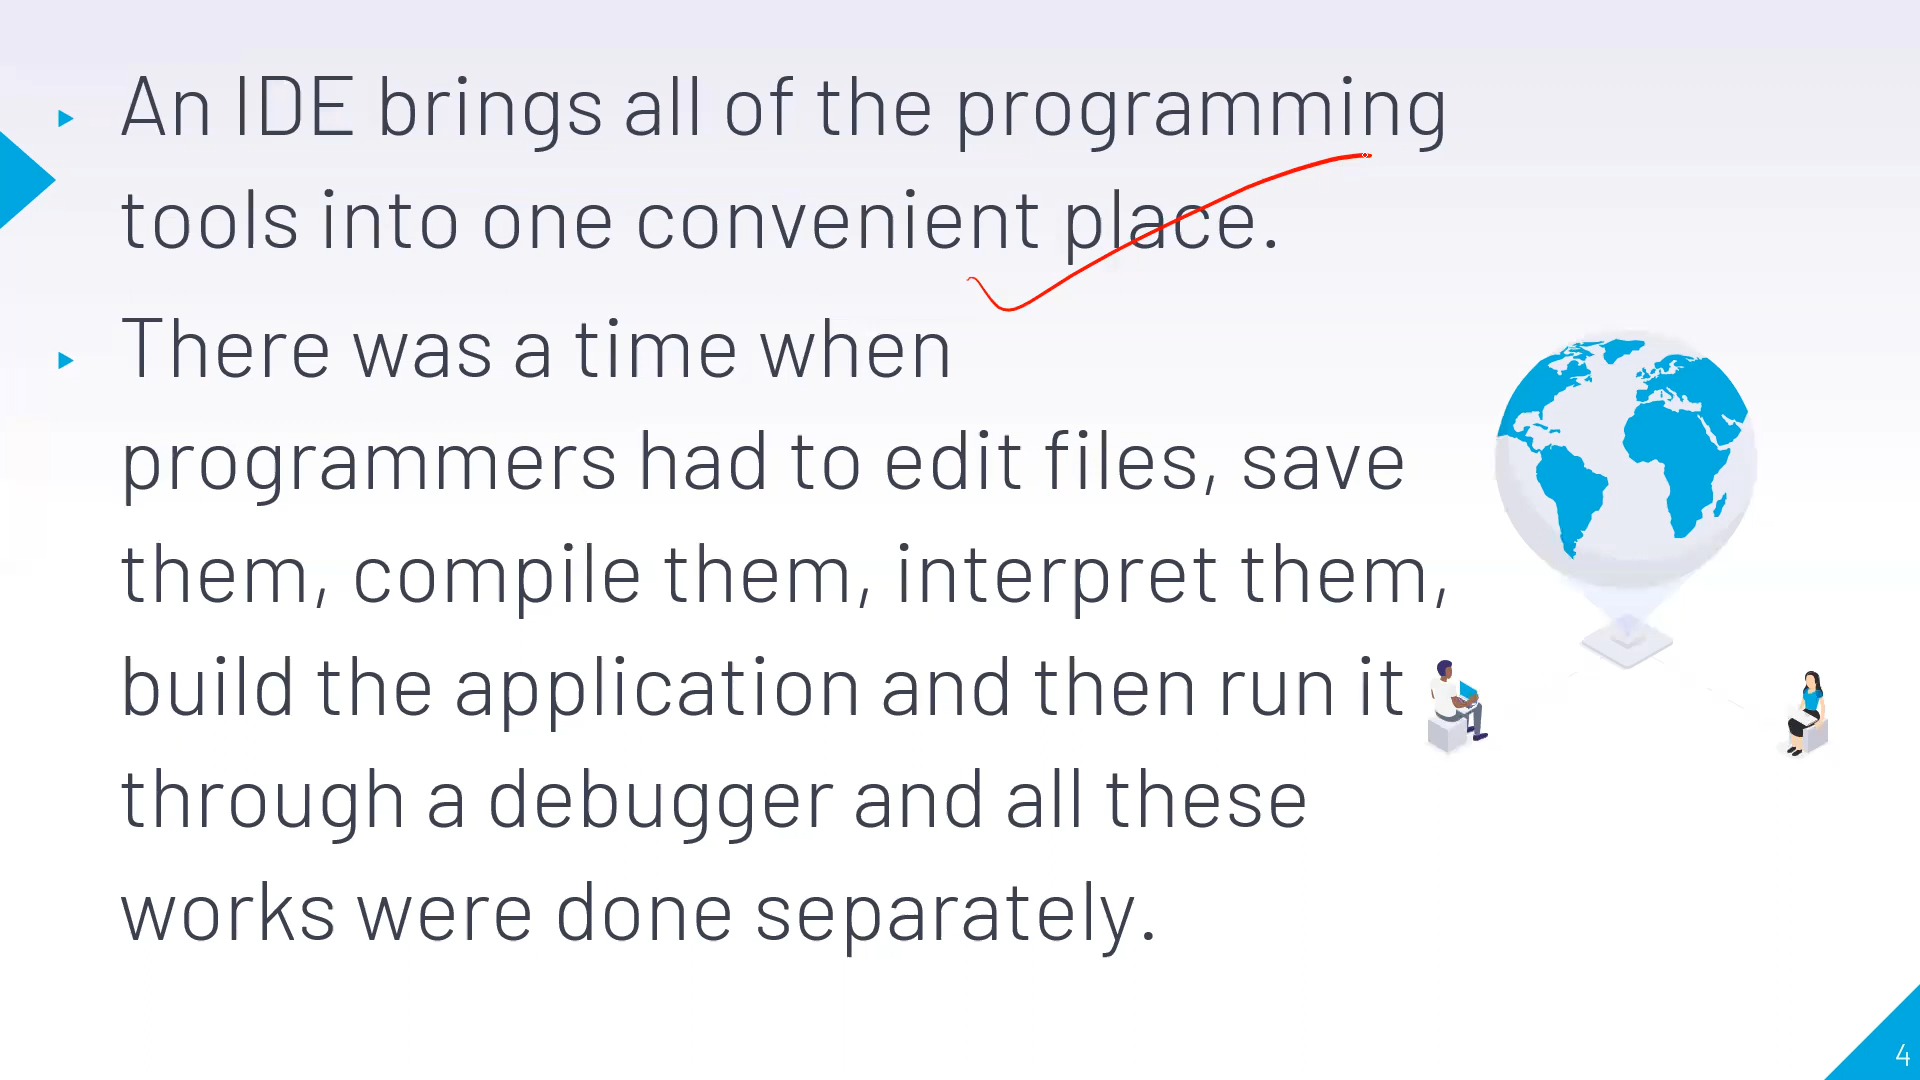 An IDE brings all of the programming
tools into one convenient place.
There was a time when
programmers had to edit files, save
them, compile them, interpret them,
build the application and then run it
through a debugger and all these
works were done separately.
4